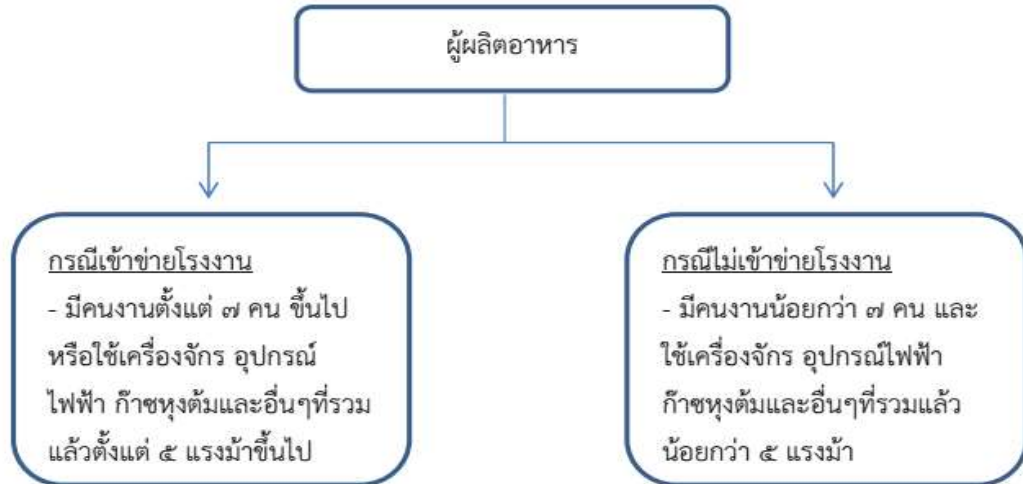 ผู้ผลิตอาหาร
กรณีเข้าข่ายโรงงาน
- มีคนงานตั้งแต่ ๗ คน ขึ้นไป
หรือใช้เครื่องจักร อุปกรณ์
ไฟฟ้า ก๊าซหุงต้มและอื่นๆที่รวม
แล้วตั้งแต่ ๕ แรงม้าขึ้นไป
กรณีไม่เข้าข่ายโรงงาน
- มีคนงานน้อยกว่า ๗ คน และ
ใช้เครื่องจักร อุปกรณ์ไฟฟ้า
ก๊าซหุงต้มและอื่นๆที่รวมแล้ว
น้อยกว่า ๕ แรงม้า